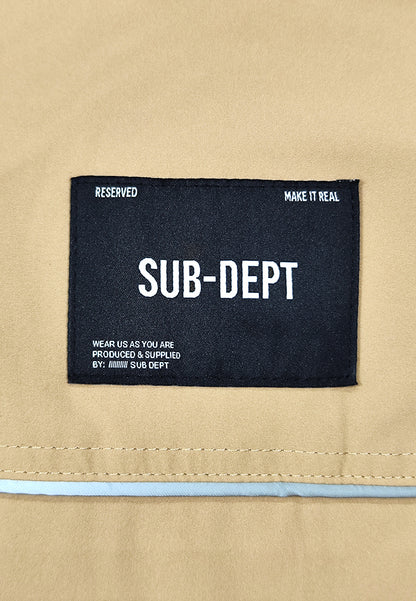 RESERVED
MAKE IT REAL
SUB-DEPT
WEAR US AS YOU ARE
PRODUCED & SUPPLIED
BY: ////////// SUB DEPT